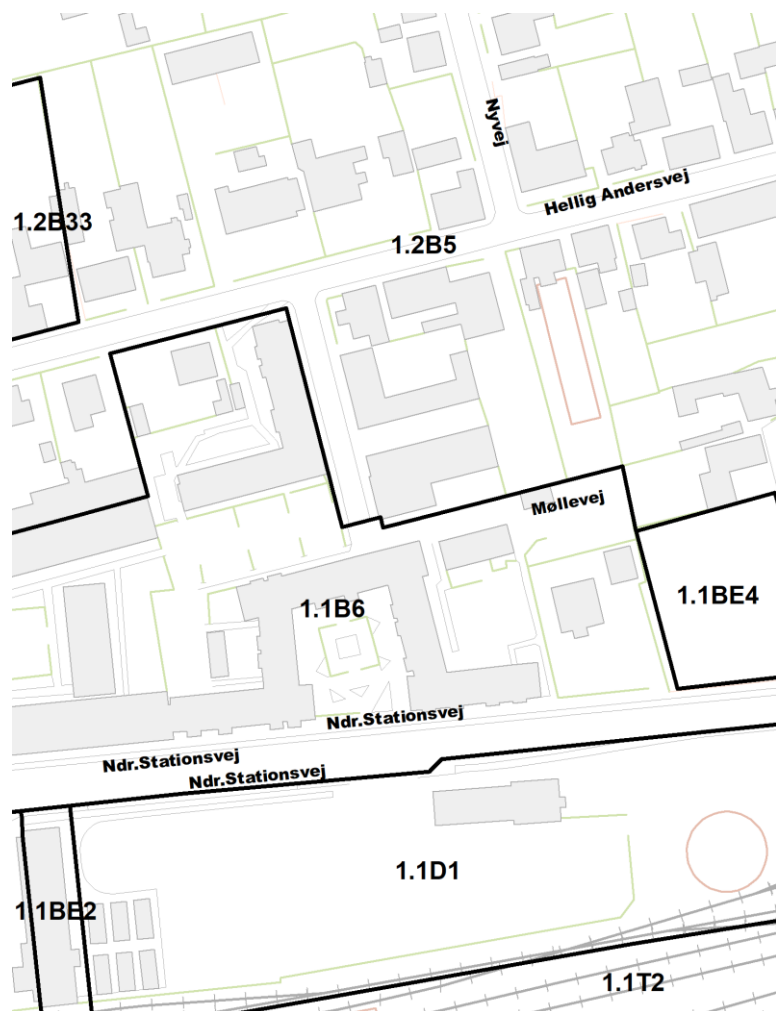 Nyvej
Hellig Andersvej
1.2B33
1.2B5
Møllevej
1.1BE4
1.1B6
Ndr.Stationsvej
Ndr.Stationsvej
Ndr.Stationsvej
1.1D1
1.1BE2
1.1T2